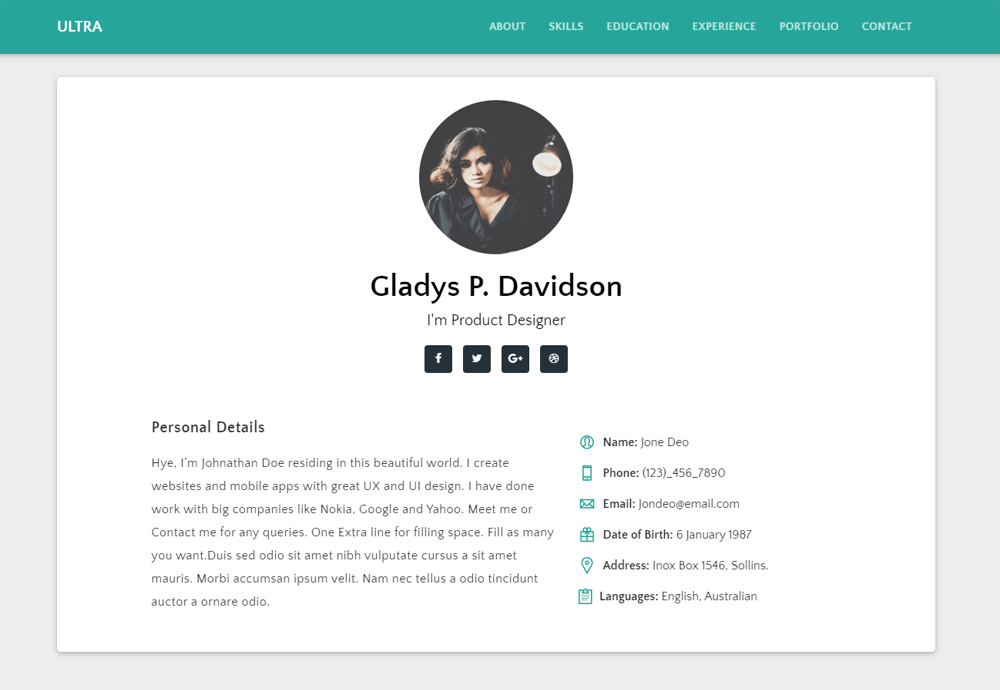 ULTRA
ABOUT SKILLS EDUCATION EXPERIENCE PORTFOLIO CONTACT
Gladys P. Davidson
I'm Product Designer
Personal Details
Hye, I'm Johnathan Doe residing in this beautiful world. I create
websites and mobile apps with great UX and UI design. I have done
work with big companies like Nokia, Google and Yahoo. Meet me or
Contact me for any queries. One Extra line for filling space. Fill as many
you want.Duis sed odio sit amet nibh vulputate cursus a sit amet
mauris. Morbi accumsan ipsum velit. Nam nec tellus a odio tincidunt
auctor a ornare odio.
Name: Jone Deo
Phone: (123)_456_7890
Email: Jondeo@email.com
Date of Birth: 6 January 1987
Address: Inox Box 1546, Sollins.
Languages: English, Australian